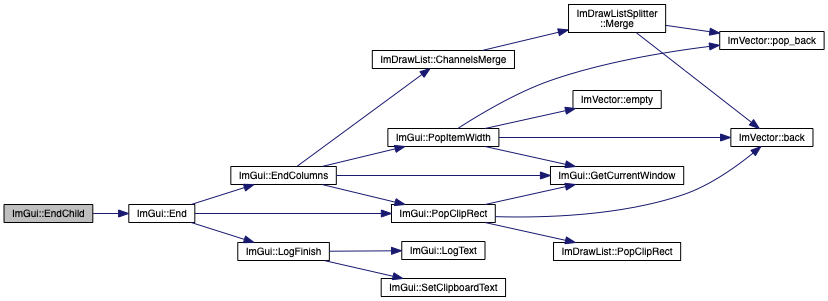 ImDrawListSplitter
::Merge
ImVector::pop_back
ImDrawList::ChannelsMerge
ImVector::empty
ImGui::PopItemWidth
ImVector::back
ImGui::EndColumns
ImGui::GetCurrentWindow
ImGui::EndChild
ImGui::End
ImGui::PopClipRect
ImGui::LogFinish
ImGui::LogText
ImDrawList::PopClipRect
ImGui::SetClipboardText